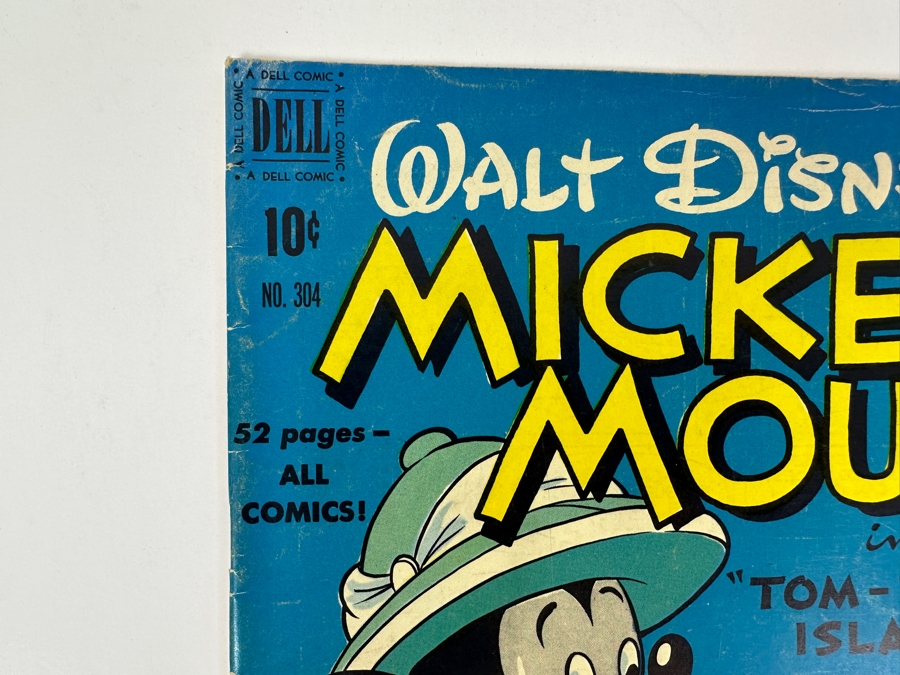 • A DELL COMIC •
A DELL COMIC
DELL
A DELL COMIC
• A DELL COMIC •
10¢
NO. 304
WALT DISN
MICKE
MOU
52 pages –
ALL
COMICS!
in
"TOM-
ISLA